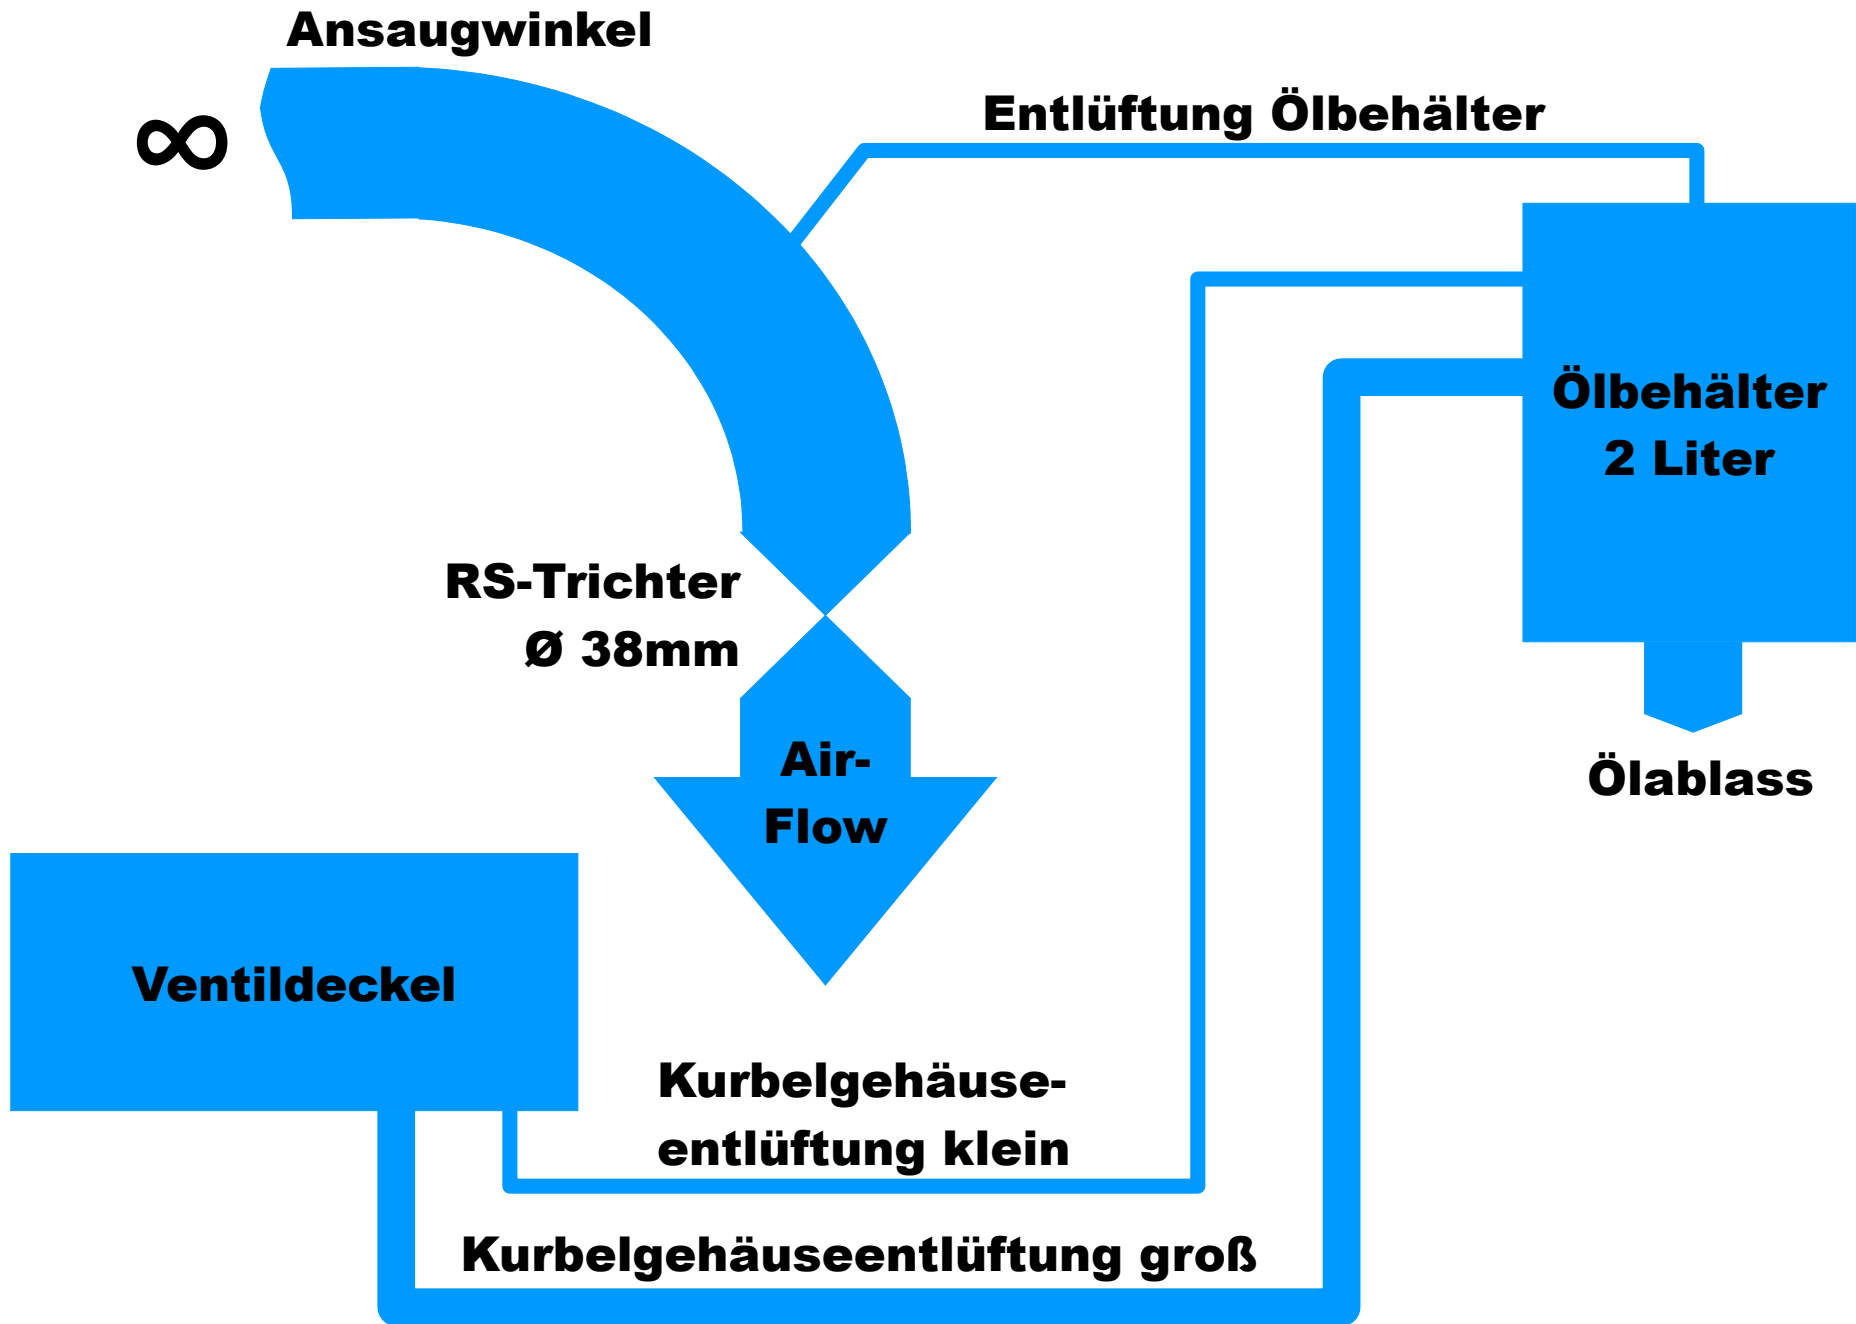 Ansaugwinkel
∞
Entlüftung Ölbehälter
Ölbehälter
2 Liter
RS-Trichter
Ø 38mm
Air-
Flow
Ölablass
Ventildeckel
Kurbelgehäuse-
entlüftung klein
Kurbelgehäuseentlüftung groß